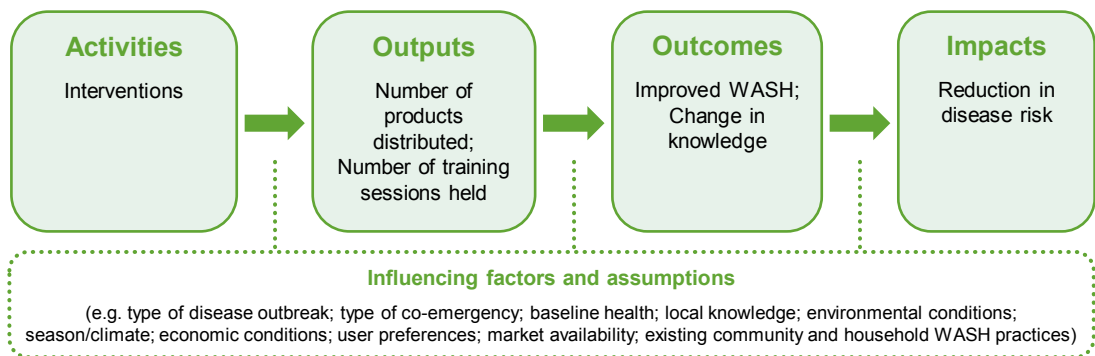 Activities
Interventions
Outputs
Number of
products
distributed;
Number of training
sessions held
Outcomes
Improved WASH;
Change in
knowledge
Impacts
Reduction in
disease risk
Influencing factors and assumptions
(e.g. type of disease outbreak; type of co-emergency; baseline health; local knowledge; environmental conditions;
season/climate; economic conditions; user preferences; market availability; existing community and household WASH practices)